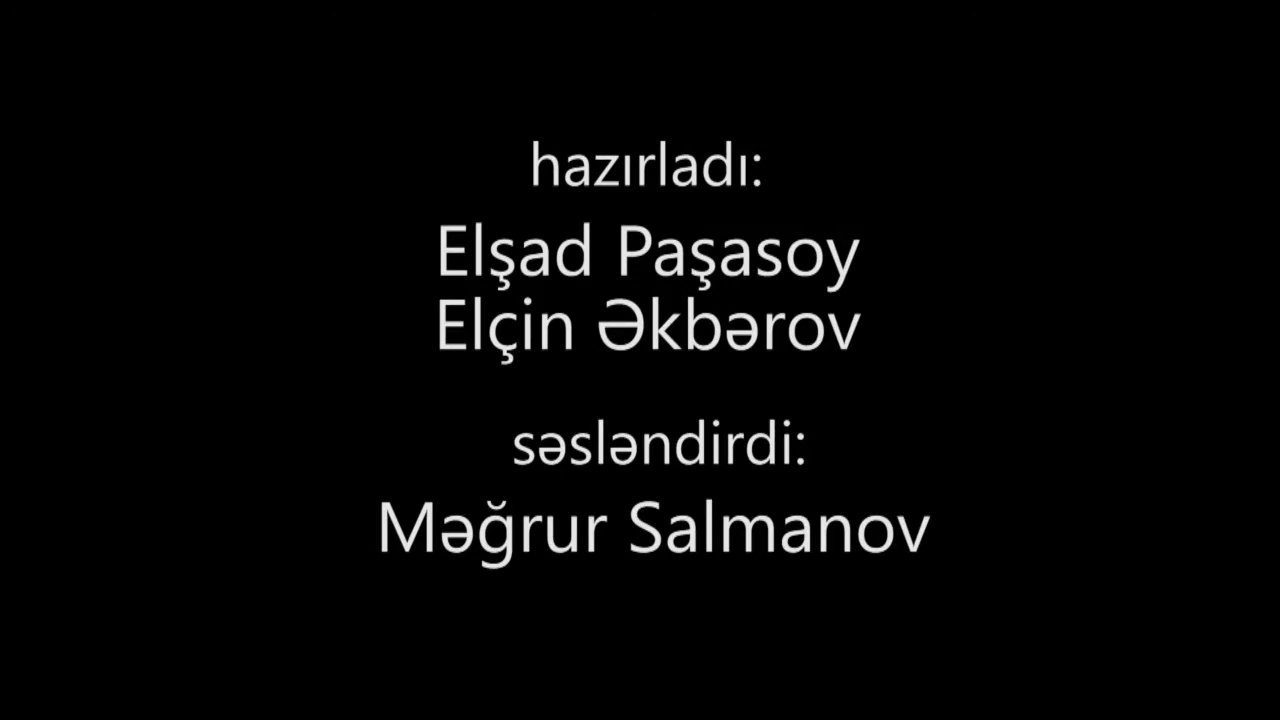 hazırladı:
Elşad Paşasoy
Elçin Əkbərov
səsləndirdi:
Məğrur Salmanov